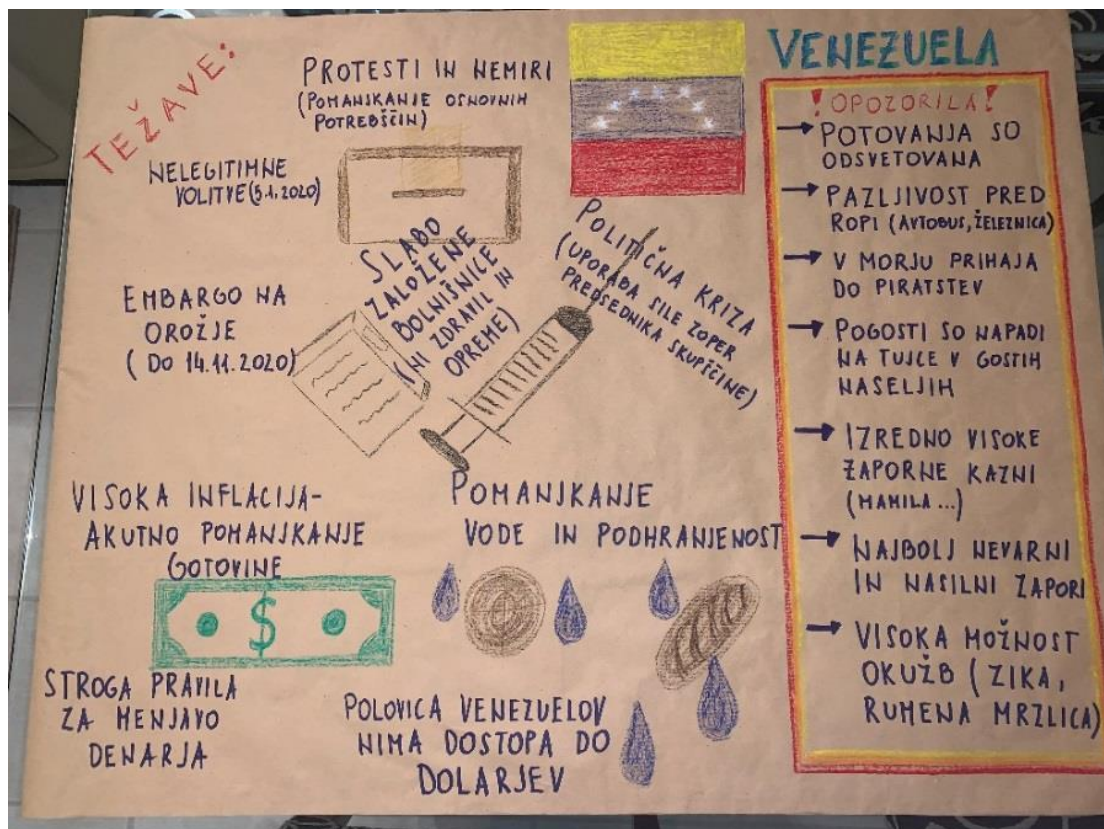 TEŽAVE:
PROTESTI IN NEMIRI
(POMANJKANJE OSNOVNIH
POTREBŠČIN)
NELEGITIMNE
VOLITVE (5.1.2020)
EMBARGO NA
OROŽJE
(DO 14.11.2020)
SLABO
ZALOŽENE
BOLNIŠNICE
(NI ZDRAVIL IN
OPREME)
POLITIČNA KRIZA
(UPORABA SILE ZOPER
PREDSEDNIKA SKUPŠČINE)
VISOKA INFLACIJA-
AKUTNO POMANJKANJE
GOTOVINE
$
STROGA PRAVILA
ZA MENJAVO
DENARJA
POMANJKANJE
VODE IN PODHRANJENOST
POLOVICA VENEZUELOV
NIMA DOSTOPA DO
DOLARJEV
VENEZUELA
!OPOZORILA!
→ POTOVANJA SO
ODSVETOVANA
→ PAZLJIVOST PRED
ROPI (AVTOBUS, ŽELEZNICA)
→ V MORJU PRIHAJA
DO PIRATSTEV
→ POGOSTI SO NAPADI
NA TUJCE V GOSTIH
NASELJIH
→ IZREDNO VISOKE
ZAPORNE KAZNI
(MAMILA...)
→ NAJBOLJ NEVARNI
IN NASILNI ZAPORI
→ VISOKA MOŽNOST
OKUŽB (ZIKA,
RUMENA MRZLICA)